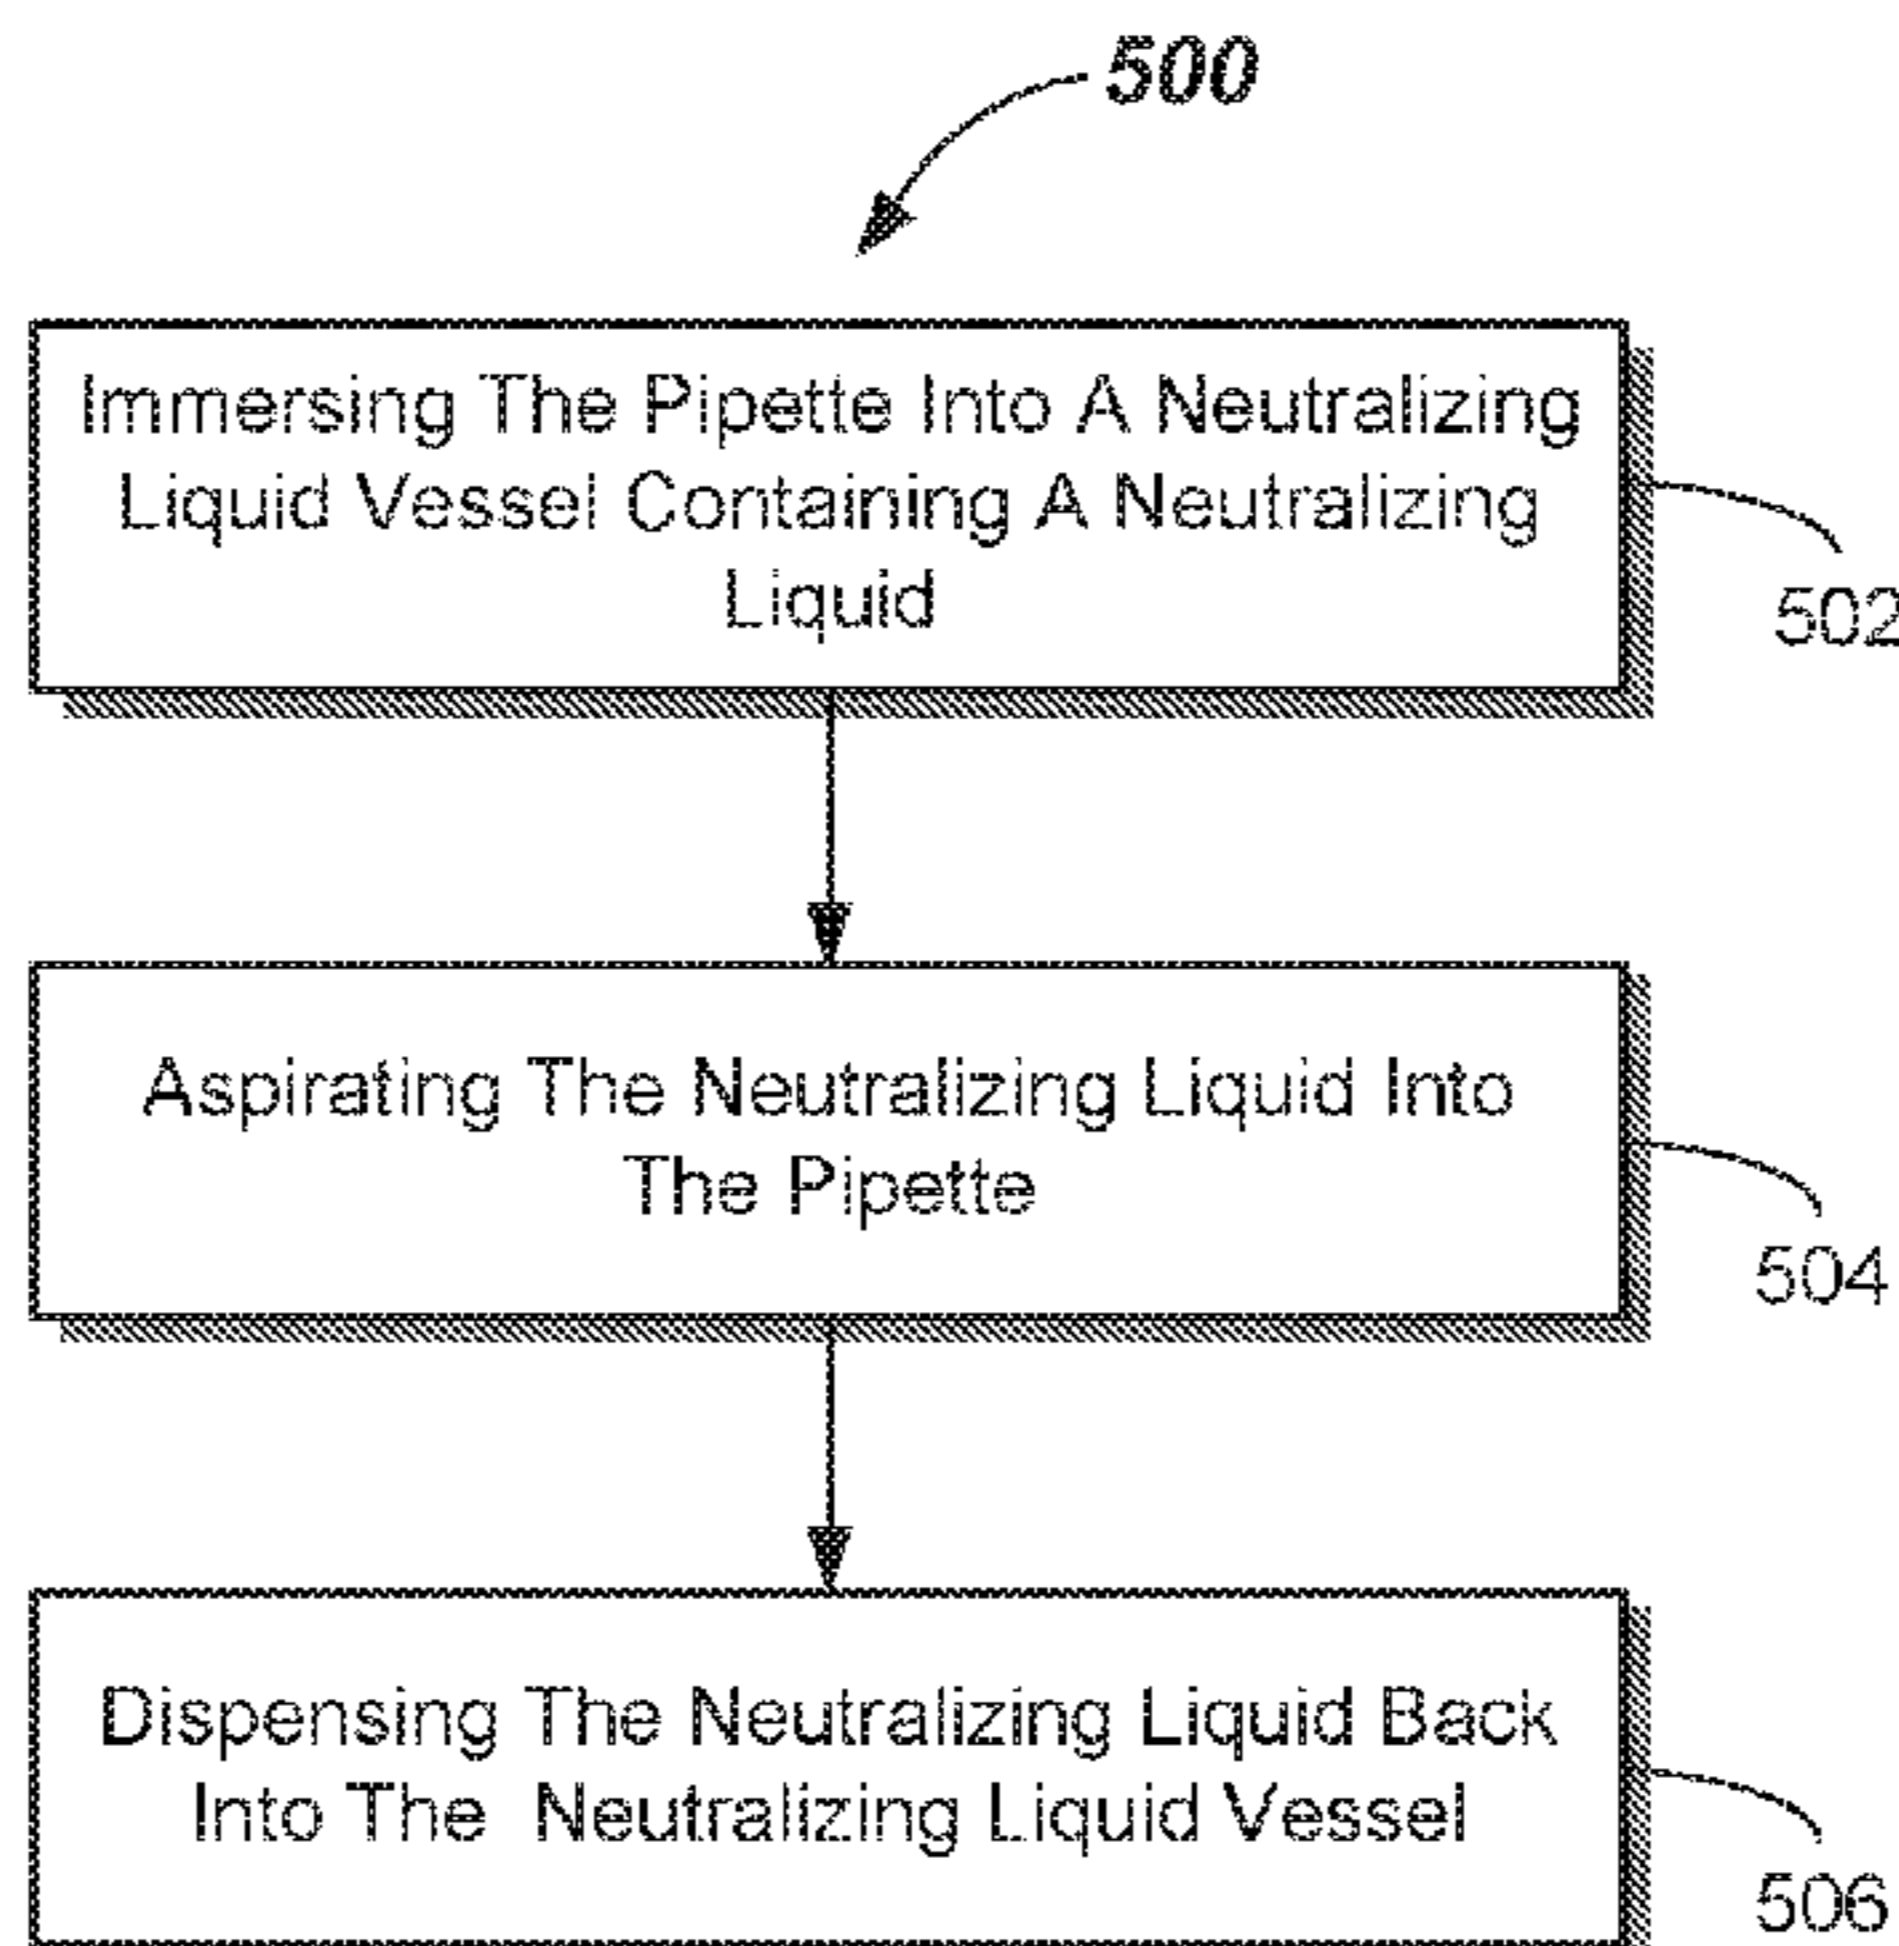 500
Immersing The Pipette Into A Neutralizing
Liquid Vessel Containing A Neutralizing
Liquid
502
Aspirating The Neutralizing Liquid Into
The Pipette
504
Dispensing The Neutralizing Liquid Back
Into The Neutralizing Liquid Vessel
506